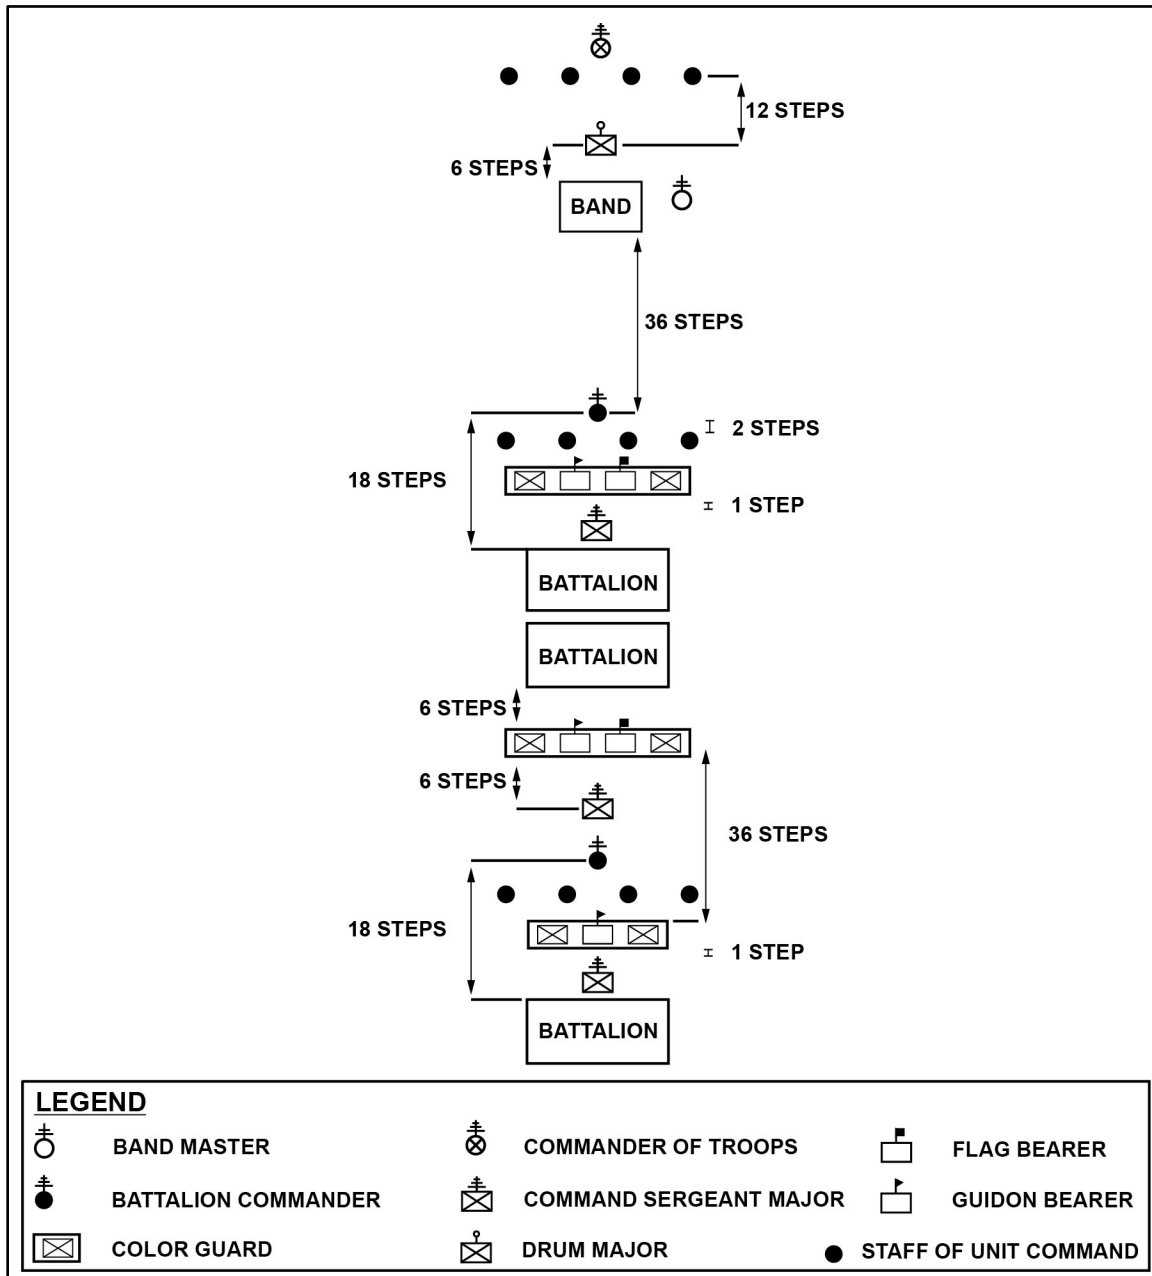 12 STEPS
6 STEPS
BAND
36 STEPS
2 STEPS
18 STEPS
1 STEP
BATTALION
BATTALION
6 STEPS
6 STEPS
36 STEPS
18 STEPS
1 STEP
BATTALION
LEGEND
BAND MASTER
COMMANDER OF TROOPS
FLAG BEARER
BATTALION COMMANDER
COMMAND SERGEANT MAJOR
GUIDON BEARER
COLOR GUARD
DRUM MAJOR
STAFF OF UNIT COMMAND